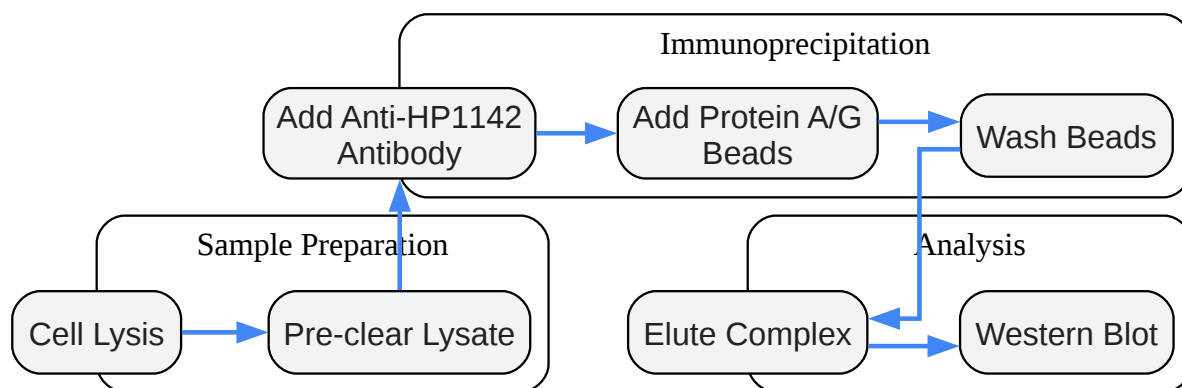 Immunoprecipitation
Add Anti-HP1142
Antibody
Add Protein A/G
Beads
Wash Beads
Sample Preparation
Cell Lysis
Pre-clear Lysate
Analysis
Elute Complex
Western Blot